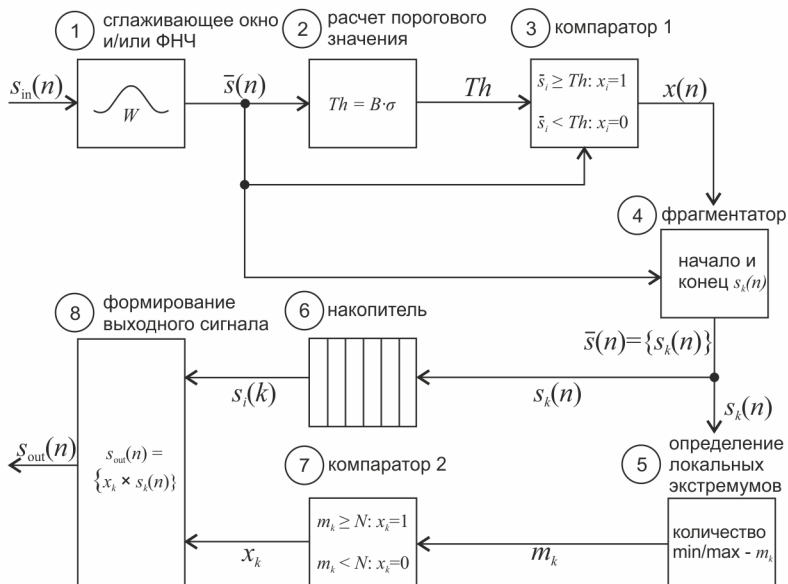 1 сглаживающее окно
и/или ФНЧ
2 расчет порогового
значения
3 компаратор 1
s_in(n)
W
s̄(n)
Th = B·σ
Th
s̄_i ≥ Th: x_i=1
s̄_i < Th: x_i=0
x(n)
4 фрагментатор
начало и
конец s_k(n)
8 формирование
выходного сигнала
6 накопитель
s̄(n)={s_k(n)}
s_i(k)
s_k(n)
s_k(n)
s_out(n)
s_out(n) =
{x_k × s_k(n)}
7 компаратор 2
5 определение
локальных
экстремумов
m_k ≥ N: x_k=1
m_k < N: x_k=0
x_k
m_k
количество
min/max - m_k